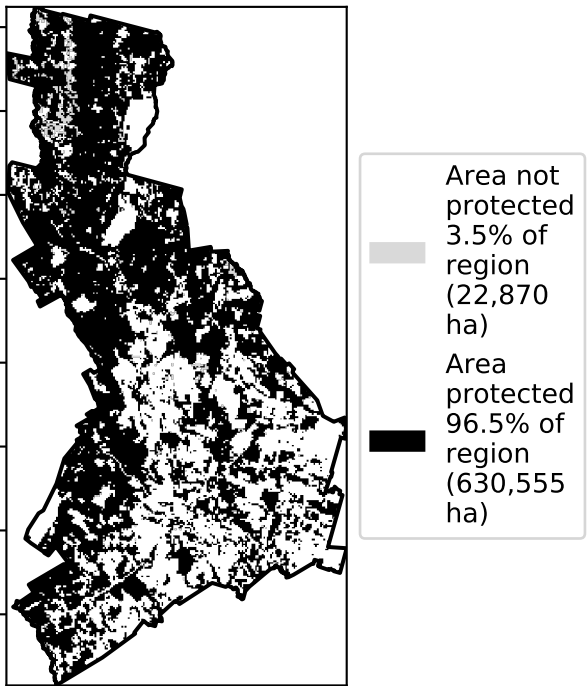 Area not
protected
3.5% of
region
(22,870
ha)
Area
protected
96.5% of
region
(630,555
ha)